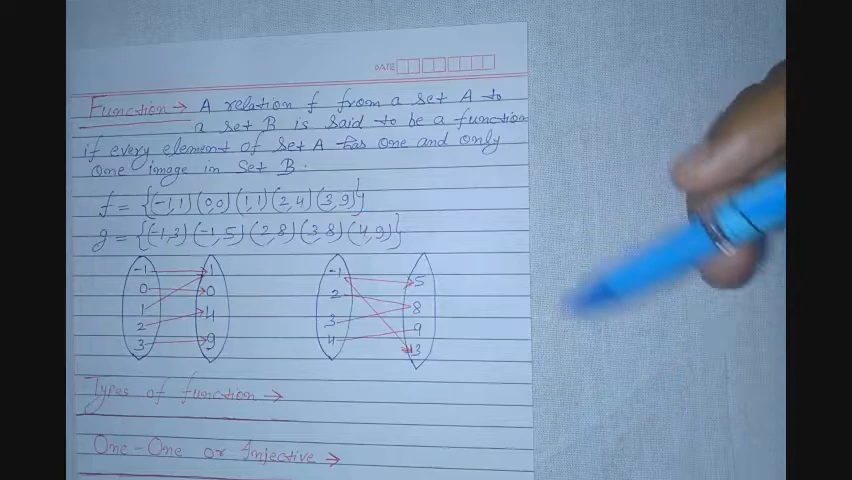 DATE
Function → A relation f from a set A to
a set B is said to be a function
if every element of set A has one and only
one image in set B.
f = {(-1,1) (0,0) (1,1) (2,4) (3,9)}
g = {(-1,3) (-1,5) (2,8) (3,8) (4,9)}
-1 1 -1 5
0 0 2 8
1 4 3 9
2 9 4 3
3
Types of function →
One-One or Injective →